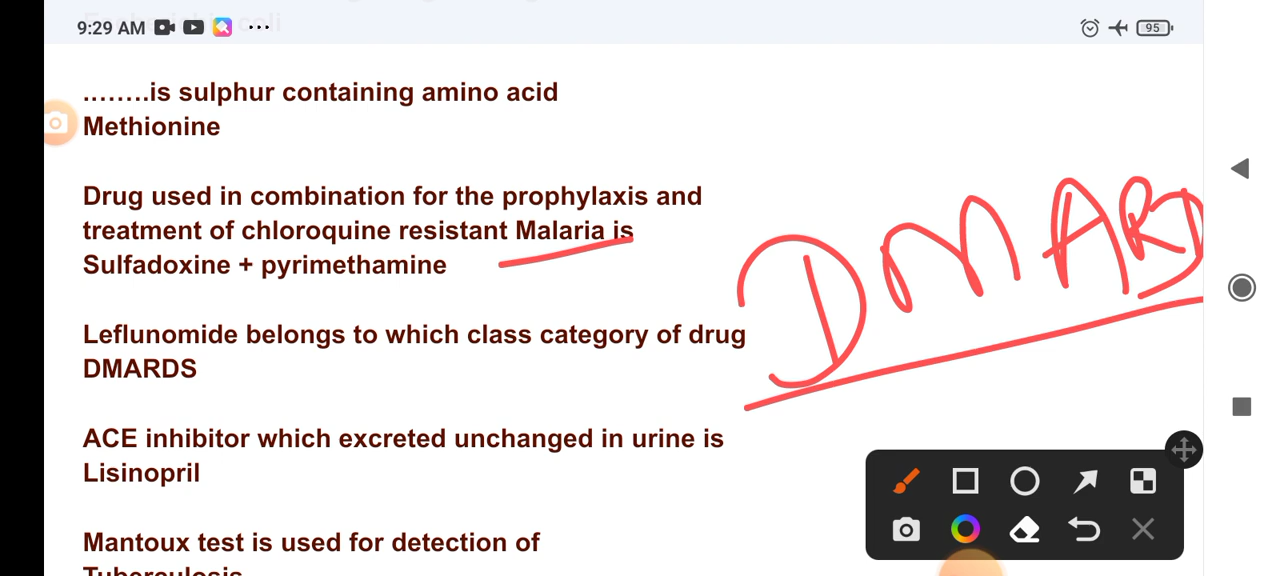 9:29 AM
95
........is sulphur containing amino acid
Methionine
Drug used in combination for the prophylaxis and
treatment of chloroquine resistant Malaria is
Sulfadoxine + pyrimethamine
Leflunomide belongs to which class category of drug
DMARDS
DMARD
ACE inhibitor which excreted unchanged in urine is
Lisinopril
Mantoux test is used for detection of
Tuberculosis